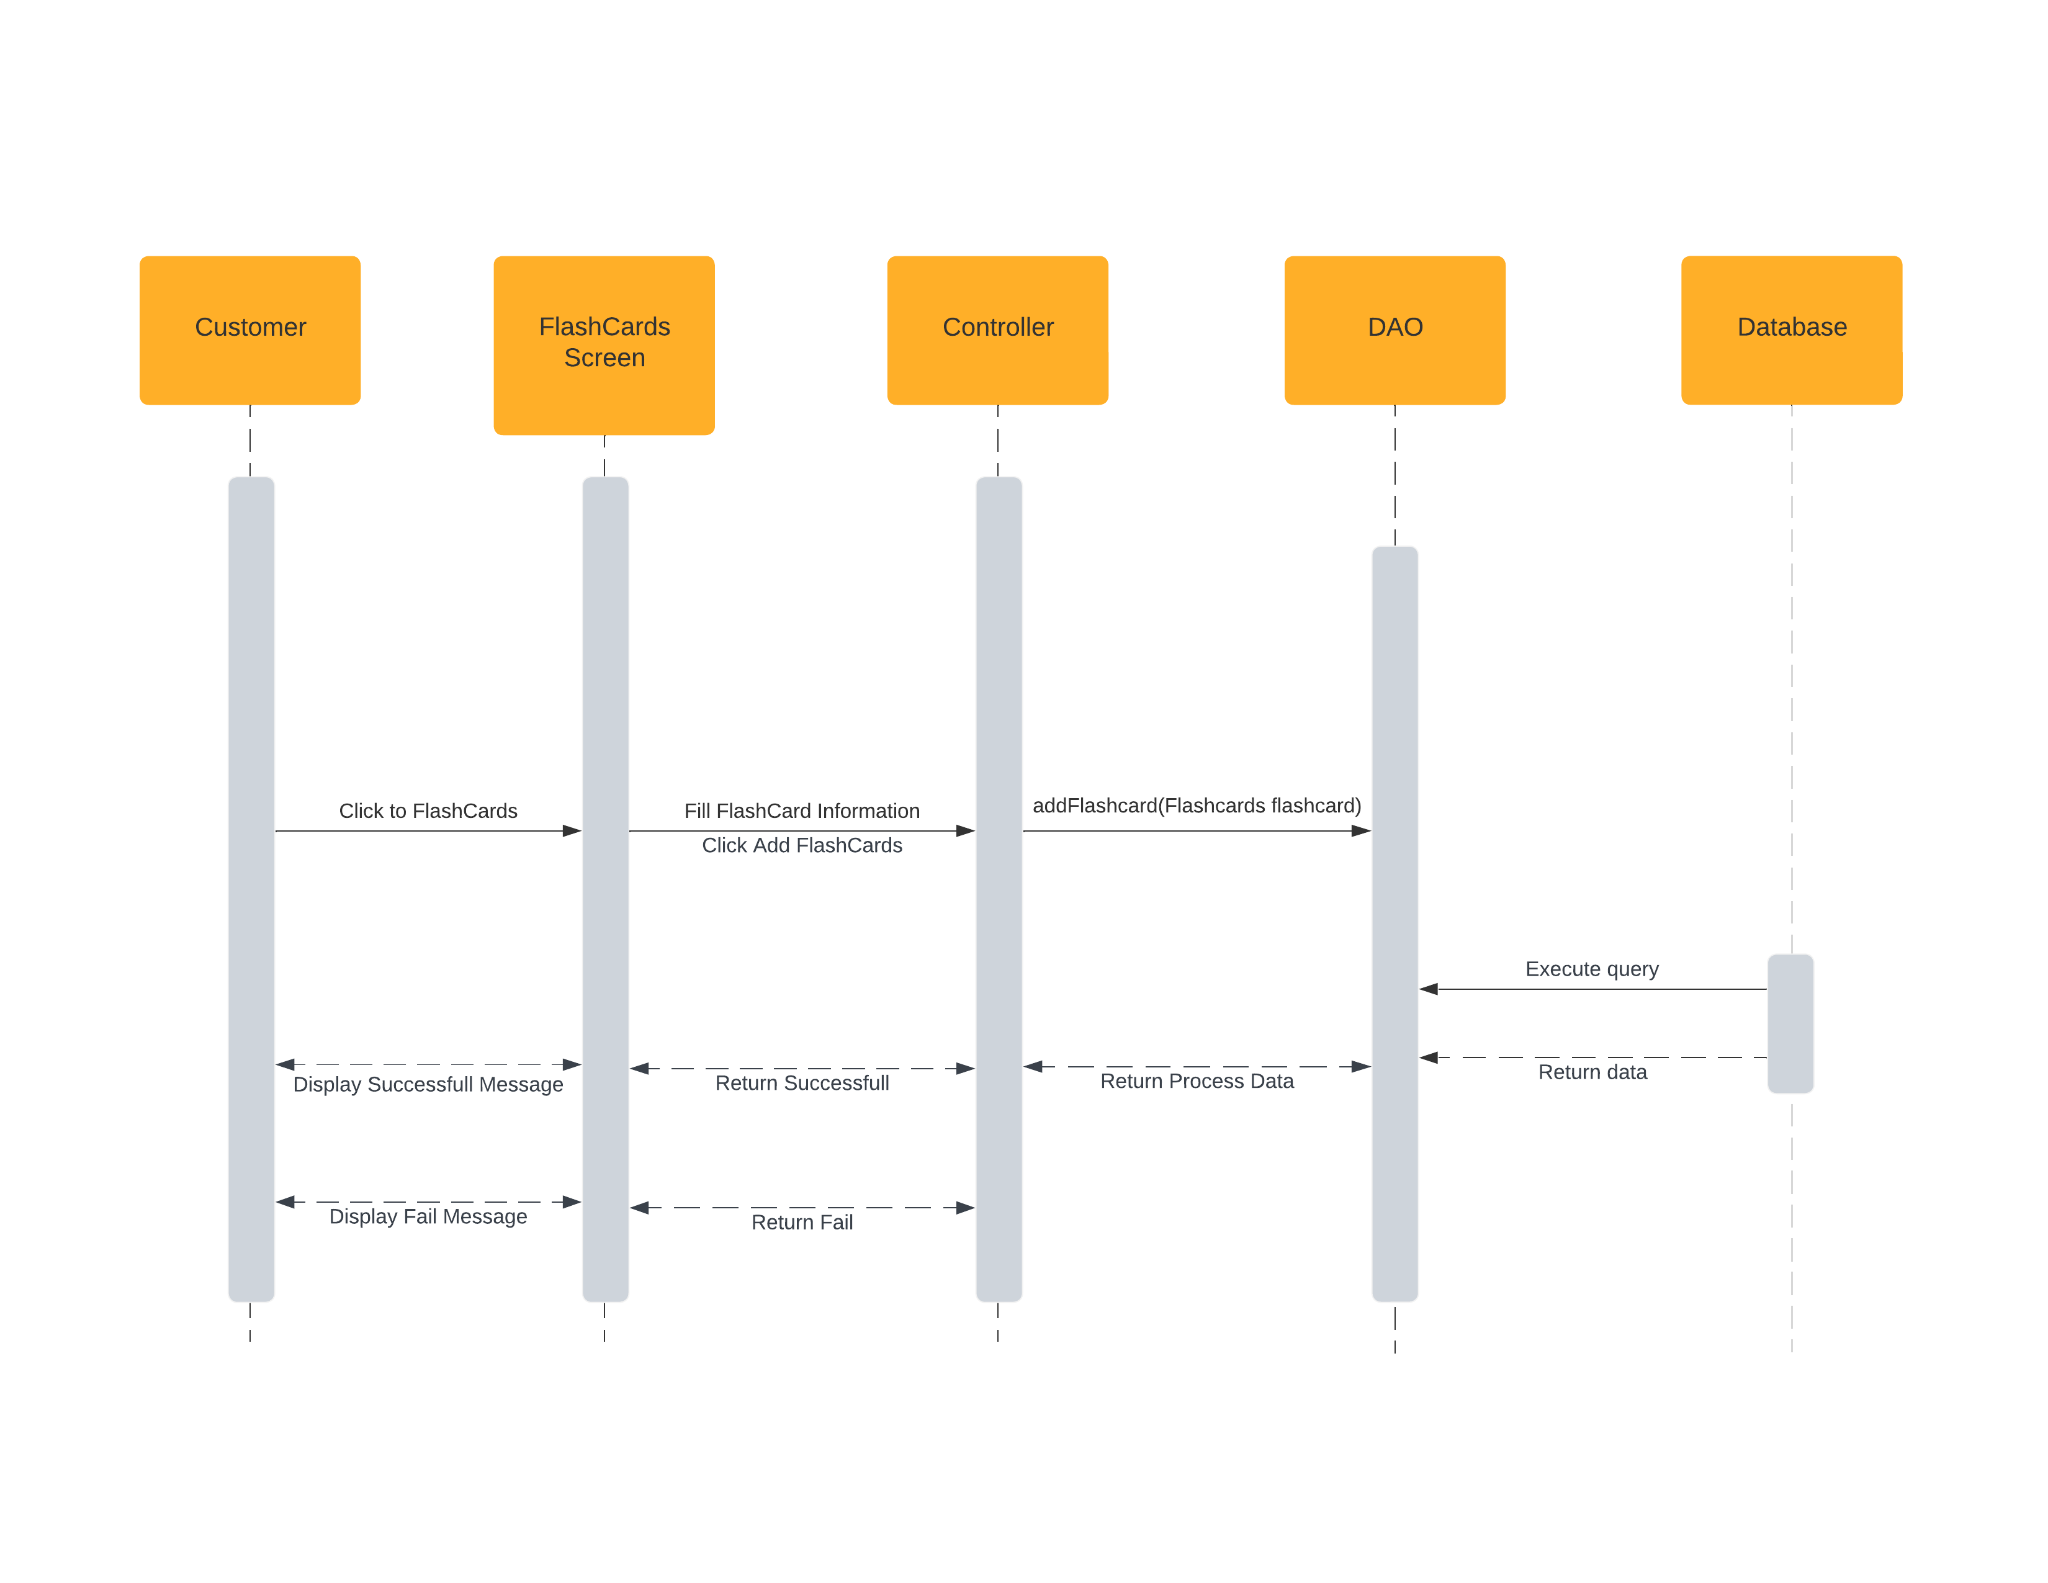 Customer
FlashCards
Screen
Controller
DAO
Database
Click to FlashCards
Fill FlashCard Information
Click Add FlashCards
addFlashcard(Flashcards flashcard)
Execute query
Return data
Display Successfull Message
Return Successfull
Return Process Data
Display Fail Message
Return Fail